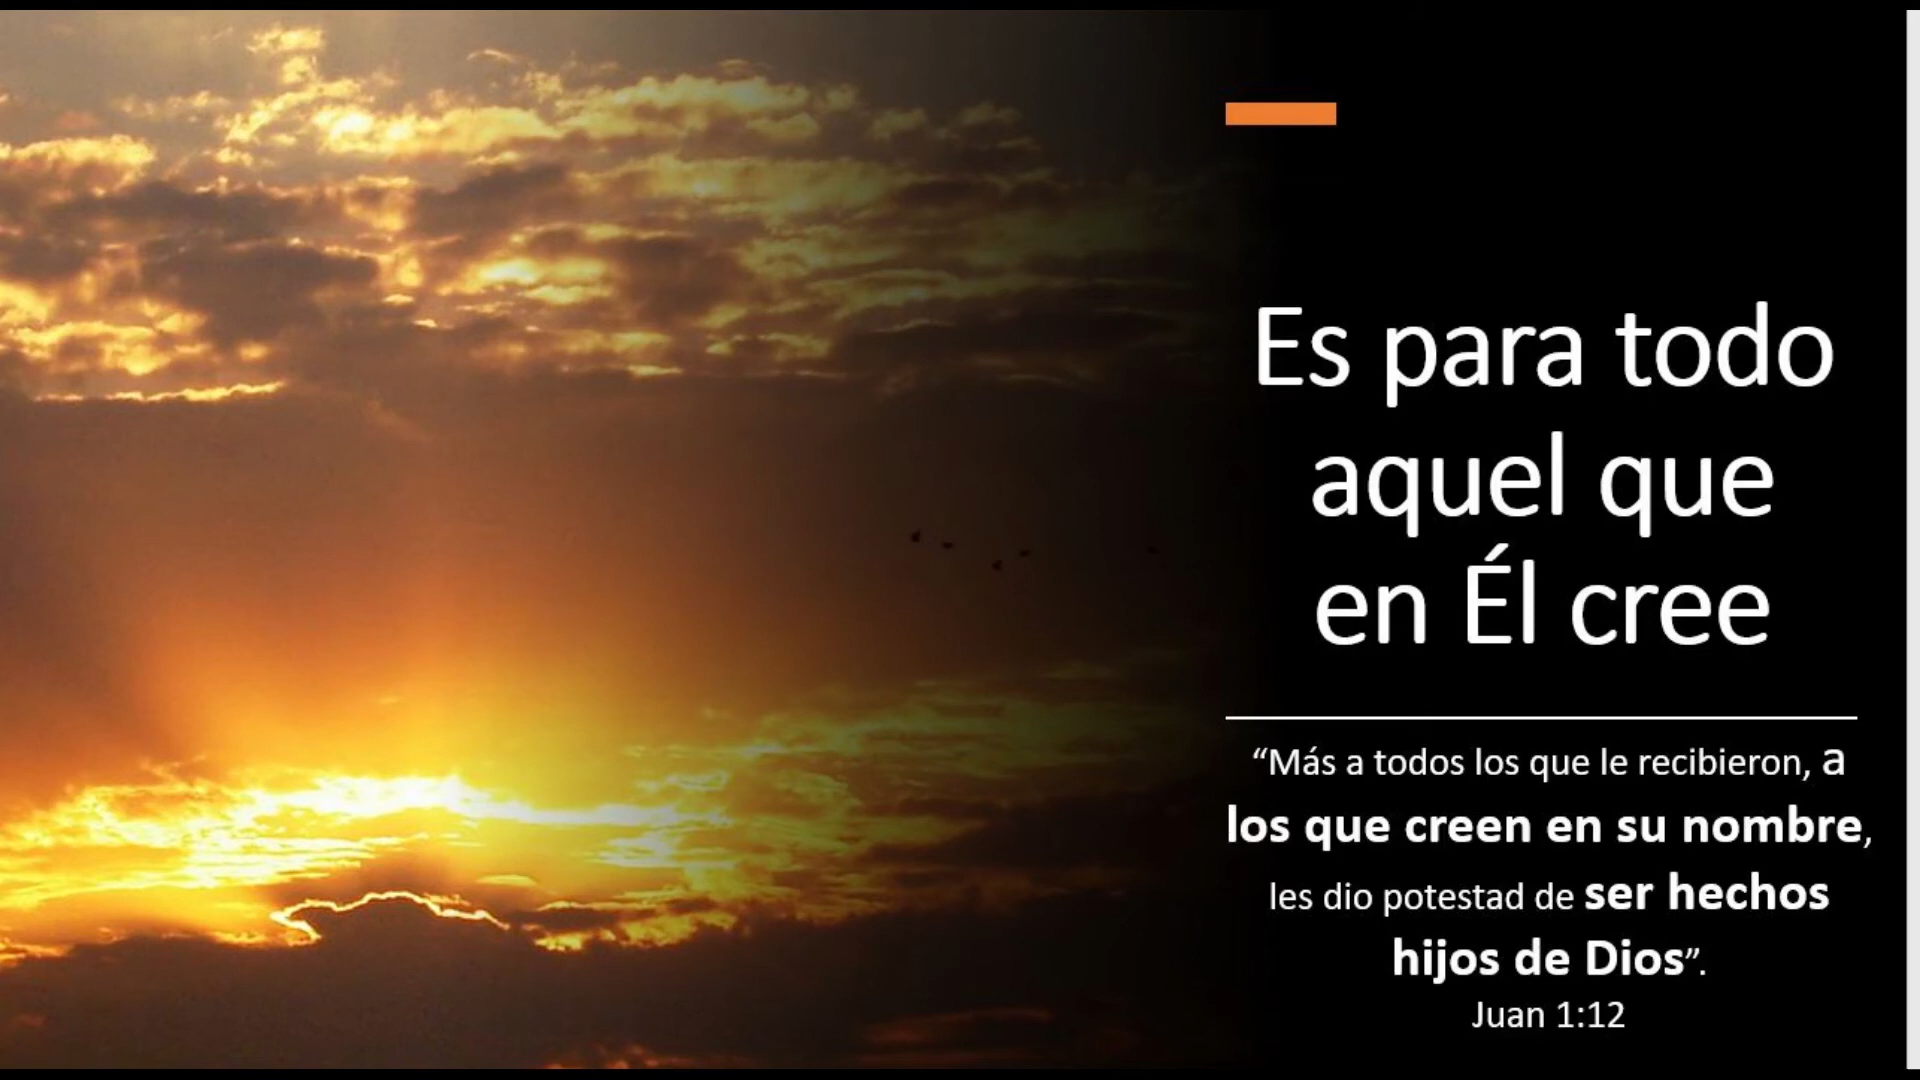 Es para todo
aquel que
en Él cree
“Más a todos los que le recibieron, a
los que creen en su nombre,
les dio potestad de ser hechos
hijos de Dios”.
Juan 1:12